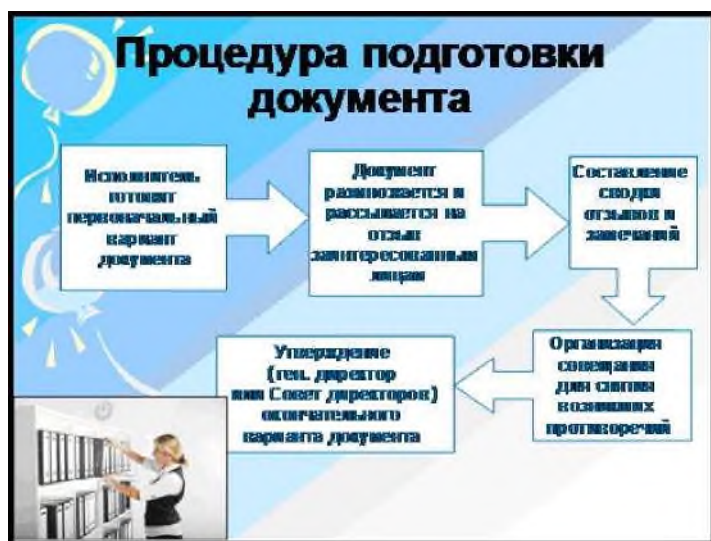 Процедура подготовки
документа
Исполнитель
готовит
первоначальный
вариант
документа
Документ
размножается и
рассылается на
отзыв
заинтересованным
лицам
Составление
сводки
отзывов и
замечаний
Организация
совещания
для снятия
возникших
противоречий
Утверждение
(ген. директор
или Совет директоров)
окончательного
варианта документа